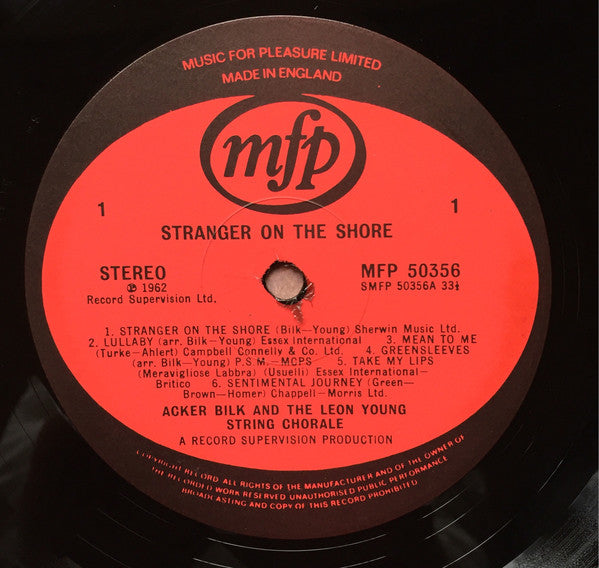 MUSIC FOR PLEASURE LIMITED
MADE IN ENGLAND
mfp
1
1
STRANGER ON THE SHORE
STEREO
MFP 50356
℗ 1962
SMFP 50356A 33⅓
Record Supervision Ltd.
1. STRANGER ON THE SHORE (Bilk—Young) Sherwin Music Ltd.
2. LULLABY (arr. Bilk—Young) Essex International 3. MEAN TO ME
(Turke-Ahlert) Campbell Connelly & Co. Ltd. 4. GREENSLEEVES
(arr. Bilk—Young) P.S.M.—MCPS 5. TAKE MY LIPS
(Meravigliose Labbra) (Usuelli) Essex International—
Britico 6. SENTIMENTAL JOURNEY (Green—
Brown—Homer) Chappell—Morris Ltd.
ACKER BILK AND THE LEON YOUNG
STRING CHORALE
A RECORD SUPERVISION PRODUCTION
COPYRIGHT RECORD ALL RIGHTS OF THE MANUFACTURER AND OF THE OWNER OF
THE RECORDED WORK RESERVED UNAUTHORISED PUBLIC PERFORMANCE
BROADCASTING AND COPY OF THIS RECORD PROHIBITED